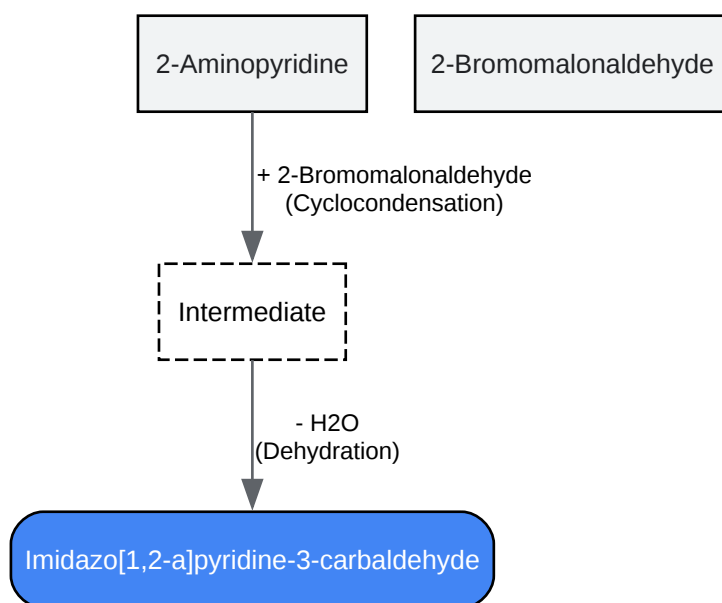 2-Aminopyridine
2-Bromomalonaldehyde
+ 2-Bromomalonaldehyde
(Cyclocondensation)
Intermediate
- H2O
(Dehydration)
Imidazo[1,2-a]pyridine-3-carbaldehyde